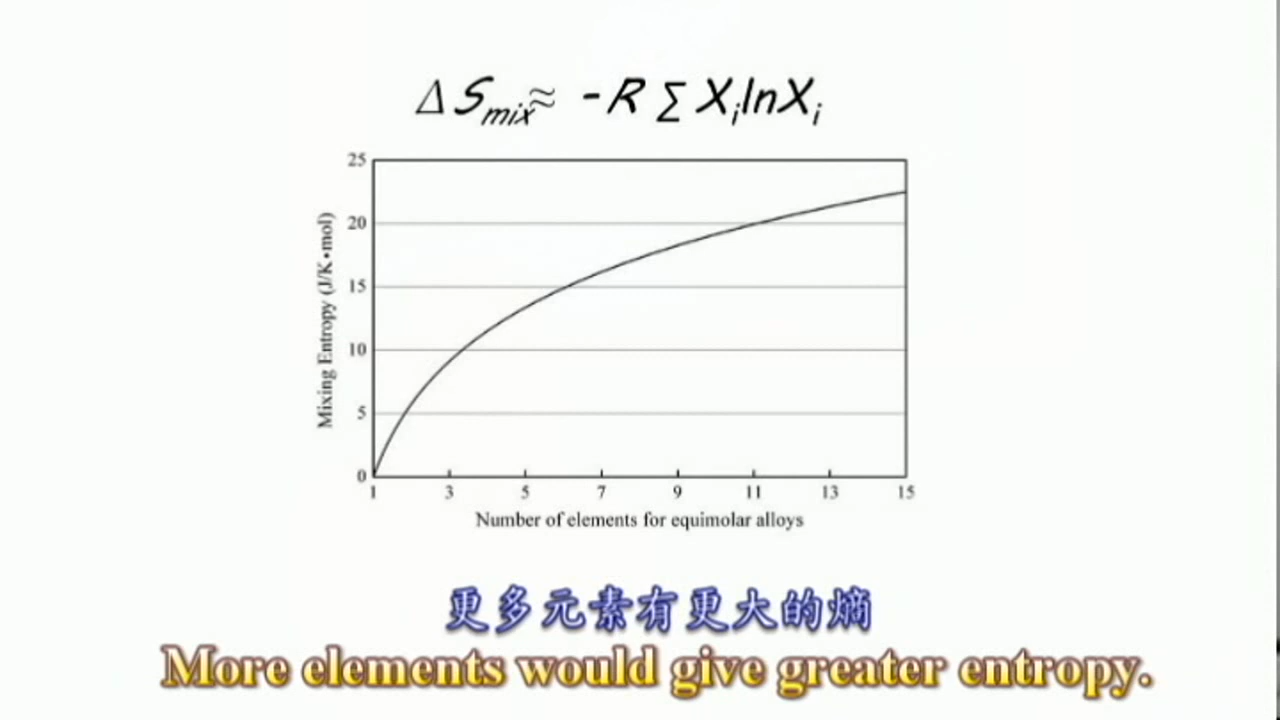 ΔS_mix ≈ -R ∑ X_i lnX_i
25
20
15
10
5
0
Mixing Entropy (J/K•mol)
1 3 5 7 9 11 13 15
Number of elements for equimolar alloys
更多元素有更大的熵
More elements would give greater entropy.